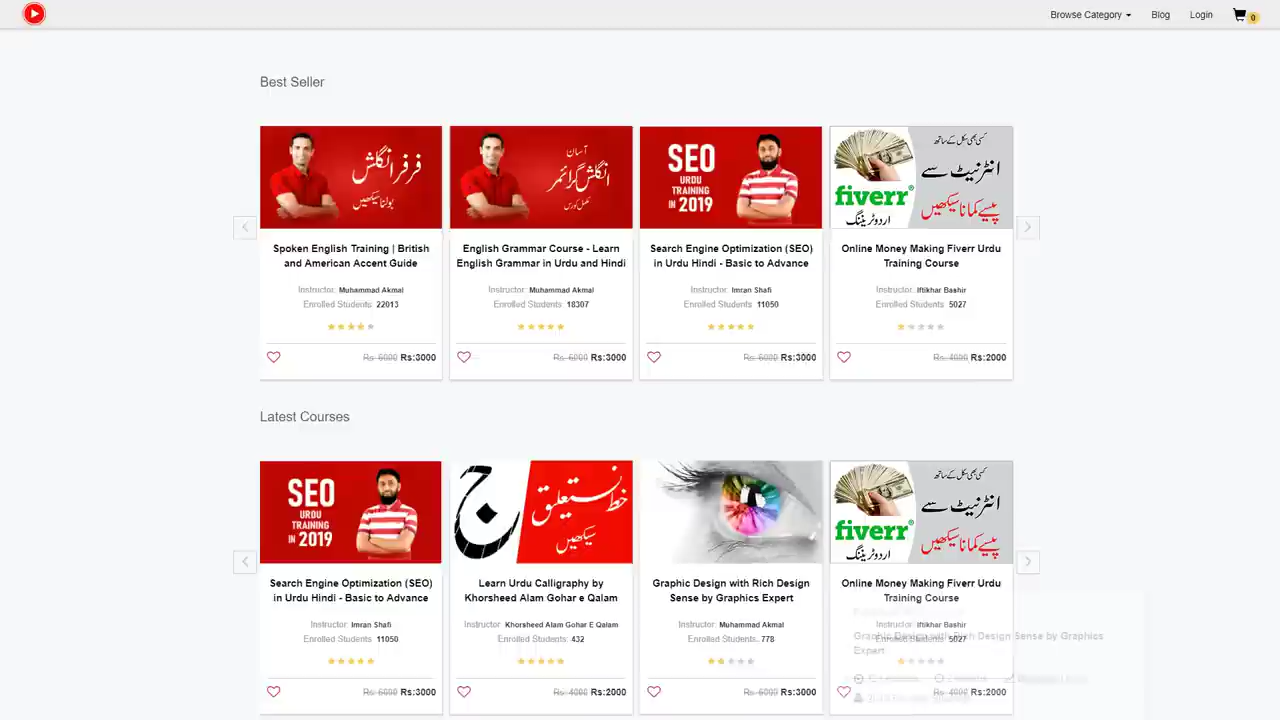 Browse Category
Blog
Login
0
Best Seller
فرفر انگلش
بولنا سیکھیں
آسان
انگلش گرائمر
مکمل کورس
SEO
URDU
TRAINING
IN 2019
کسی بھی سکل کے ساتھ
انٹرنیٹ سے
پیسے کمانا سیکھیں
fiverr®
اردو ٹریننگ
Spoken English Training | British
and American Accent Guide
Instructor: Muhammad Akmal
Enrolled Students: 22013
Rs: 6000 Rs:3000
English Grammar Course - Learn
English Grammar in Urdu and Hindi
Instructor: Muhammad Akmal
Enrolled Students: 18307
Rs: 6000 Rs:3000
Search Engine Optimization (SEO)
in Urdu Hindi - Basic to Advance
Instructor: Imran Shafi
Enrolled Students: 11050
Rs: 6000 Rs:3000
Online Money Making Fiverr Urdu
Training Course
Instructor: Iftikhar Bashir
Enrolled Students: 5027
Rs: 4000 Rs:2000
Latest Courses
SEO
URDU
TRAINING
IN 2019
ج
خط نستعلیق
سیکھیں
کسی بھی سکل کے ساتھ
انٹرنیٹ سے
پیسے کمانا سیکھیں
fiverr®
اردو ٹریننگ
Search Engine Optimization (SEO)
in Urdu Hindi - Basic to Advance
Instructor: Imran Shafi
Enrolled Students: 11050
Rs: 6000 Rs:3000
Learn Urdu Calligraphy by
Khorsheed Alam Gohar e Qalam
Instructor: Khorsheed Alam Gohar E Qalam
Enrolled Students: 432
Rs: 4000 Rs:2000
Graphic Design with Rich Design
Sense by Graphics Expert
Instructor: Muhammad Akmal
Enrolled Students: 778
Rs: 6000 Rs:3000
Online Money Making Fiverr Urdu
Training Course
Instructor: Iftikhar Bashir
Enrolled Students: 5027
Rs: 4000 Rs:2000
Graphic Design with Rich Design Sense by Graphics
Expert